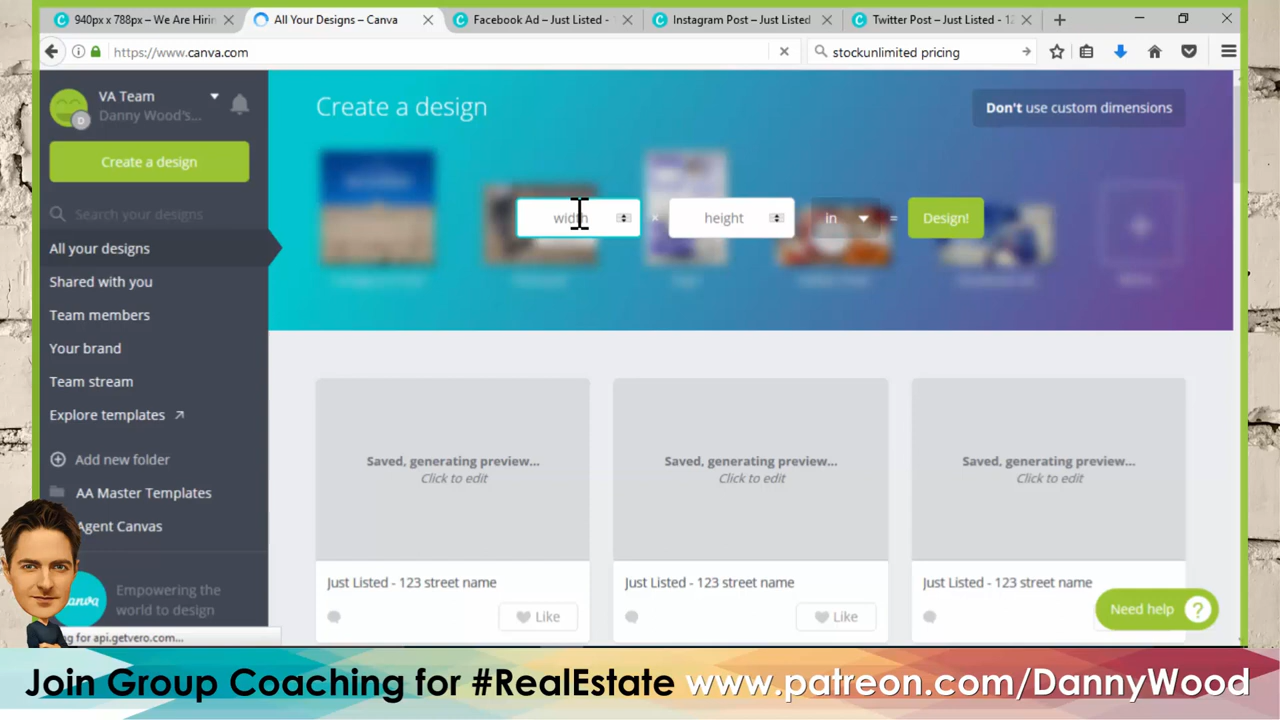 940px x 788px – We Are Hirin
All Your Designs – Canva
Facebook Ad – Just Listed -
Instagram Post – Just Listed
Twitter Post – Just Listed - 12
https://www.canva.com
stockunlimited pricing
VA Team
Danny Wood's...
Create a design
Search your designs
All your designs
Shared with you
Team members
Your brand
Team stream
Explore templates
Add new folder
AA Master Templates
Agent Canvas
Empowering the
world to design
g for api.getvero.com...
Create a design
Don't use custom dimensions
width × height in = Design!
Saved, generating preview...
Click to edit
Just Listed - 123 street name
Like
Saved, generating preview...
Click to edit
Just Listed - 123 street name
Like
Saved, generating preview...
Click to edit
Just Listed - 123 street name
Need help ?
Join Group Coaching for #RealEstate www.patreon.com/DannyWood